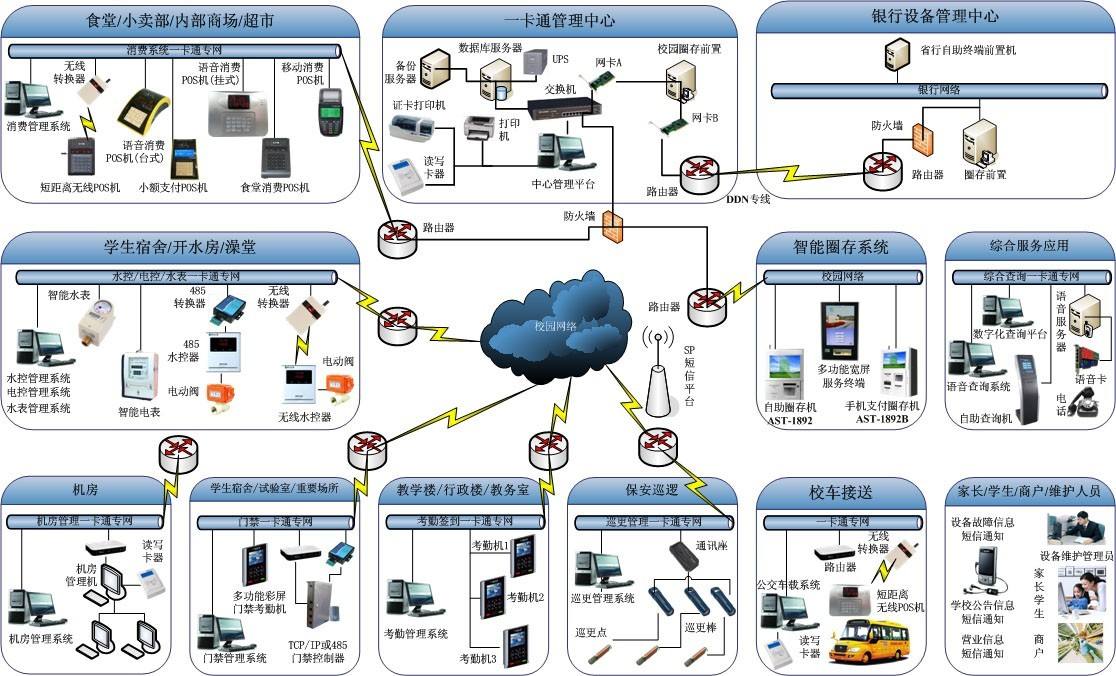 食堂/小卖部/内部商场/超市
消费系统一卡通专网
无线
转换器
语音消费
POS机(挂式)
移动消费
POS机
消费管理系统
语音消费
POS机(台式)
短距离无线POS机
小额支付POS机
食堂消费POS机
一卡通管理中心
数据库服务器
备份
服务器
UPS
网卡A
校园圈存前置
交换机
证卡打印机
打印
机
网卡B
读写
卡器
中心管理平台
路由器
DDN专线
银行设备管理中心
省行自助终端前置机
银行网络
防火墙
路由器
圈存前置
路由器
防火墙
学生宿舍/开水房/澡堂
水控/电控/水表一卡通专网
智能水表
485
转换器
无线
转换器
485
水控器
电动阀
水控管理系统
电控管理系统
水表管理系统
智能电表
电动阀
无线水控器
校园网络
路由器
SP
短
信
平
台
智能圈存系统
校园网络
多功能宽屏
服务终端
自助圈存机
AST-1892
手机支付圈存机
AST-1892B
综合服务应用
综合查询一卡通专网
语
音
服
务
器
数字化查询平台
语音查询系统
语音卡
自助查询机
电
话
机房
机房管理一卡通专网
读写
卡器
机房
管理机
机房管理系统
学生宿舍/试验室/重要场所
门禁一卡通专网
多功能彩屏
门禁考勤机
门禁管理系统
TCP/IP或485
门禁控制器
教学楼/行政楼/教务室
考勤签到一卡通专网
考勤机1
考勤机2
考勤管理系统
考勤机3
保安巡逻
巡更管理一卡通专网
通讯座
巡更管理系统
巡更点
巡更棒
校车接送
一卡通专网
无线
转换器
路由器
公交车载系统
短距离
无线POS机
读写
卡器
家长/学生/商户/维护人员
设备故障信息
短信通知
设备维护管理员
家
长
学
生
学校公告信息
短信通知
营业信息
短信通知
商
户